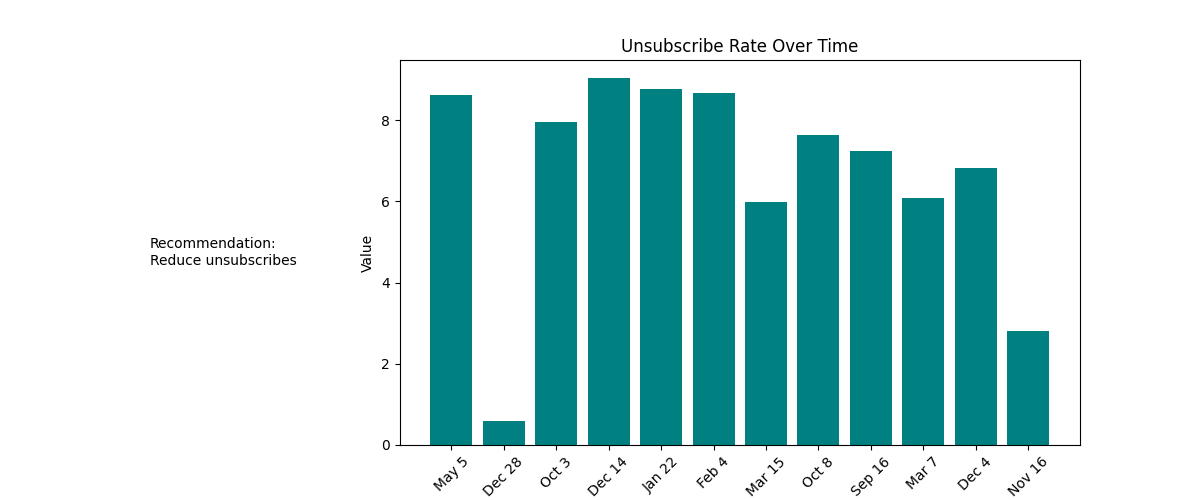 Unsubscribe Rate Over Time
Recommendation:
Reduce unsubscribes
Value
8
6
4
2
0
May 5
Dec 28
Oct 3
Dec 14
Jan 22
Feb 4
Mar 15
Oct 8
Sep 16
Mar 7
Dec 4
Nov 16